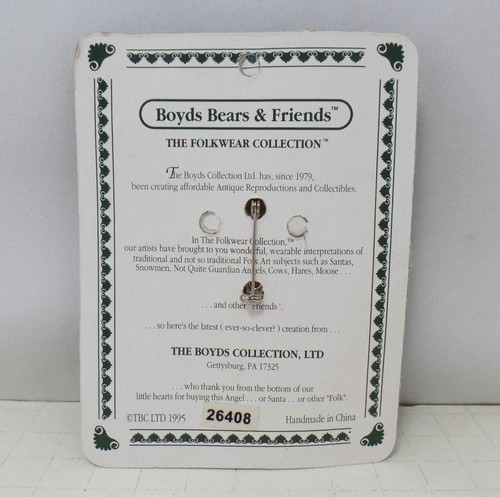 Boyds Bears & Friends™
THE FOLKWEAR COLLECTION™
The Boyds Collection Ltd. has, since 1979,
been creating affordable Antique Reproductions and Collectibles.
In The Folkwear Collection,™
our artists have brought to you wonderful, wearable interpretations of
traditional and not so traditional Folk Art subjects such as Santas,
Snowmen, Not Quite Guardian Angels, Cows, Hares, Moose . . .
. . . and other "Friends".
. . . so here's the latest ( ever-so-clever? ) creation from . . .
THE BOYDS COLLECTION, LTD
Gettysburg, PA 17325
. . . who thank you from the bottom of our
little hearts for buying this Angel . . . or Santa . . . or other "Folk".
©TBC LTD 1995 26408 Handmade in China